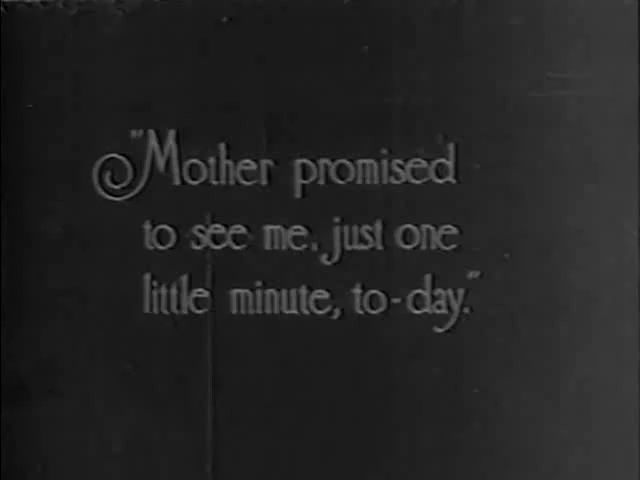 "Mother promised
to see me, just one
little minute, to-day."